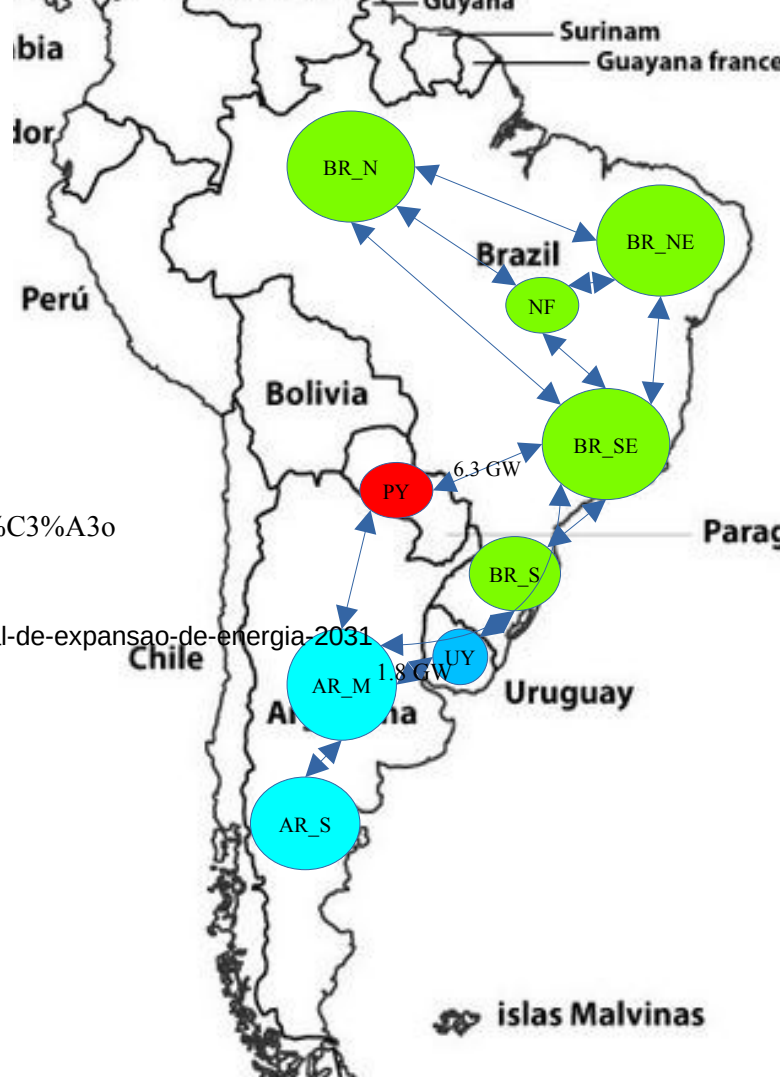 Guyana
Surinam
Guayana france
bia
dor
BR_N
BR_NE
Brazil
NF
Perú
Bolivia
BR_SE
6.3 GW
PY
%C3%A3o
Parag
BR_S
l-de-expansao-de-energia-2031
Chile
UY
1.8 GW
AR_M
Uruguay
AR_S
islas Malvinas